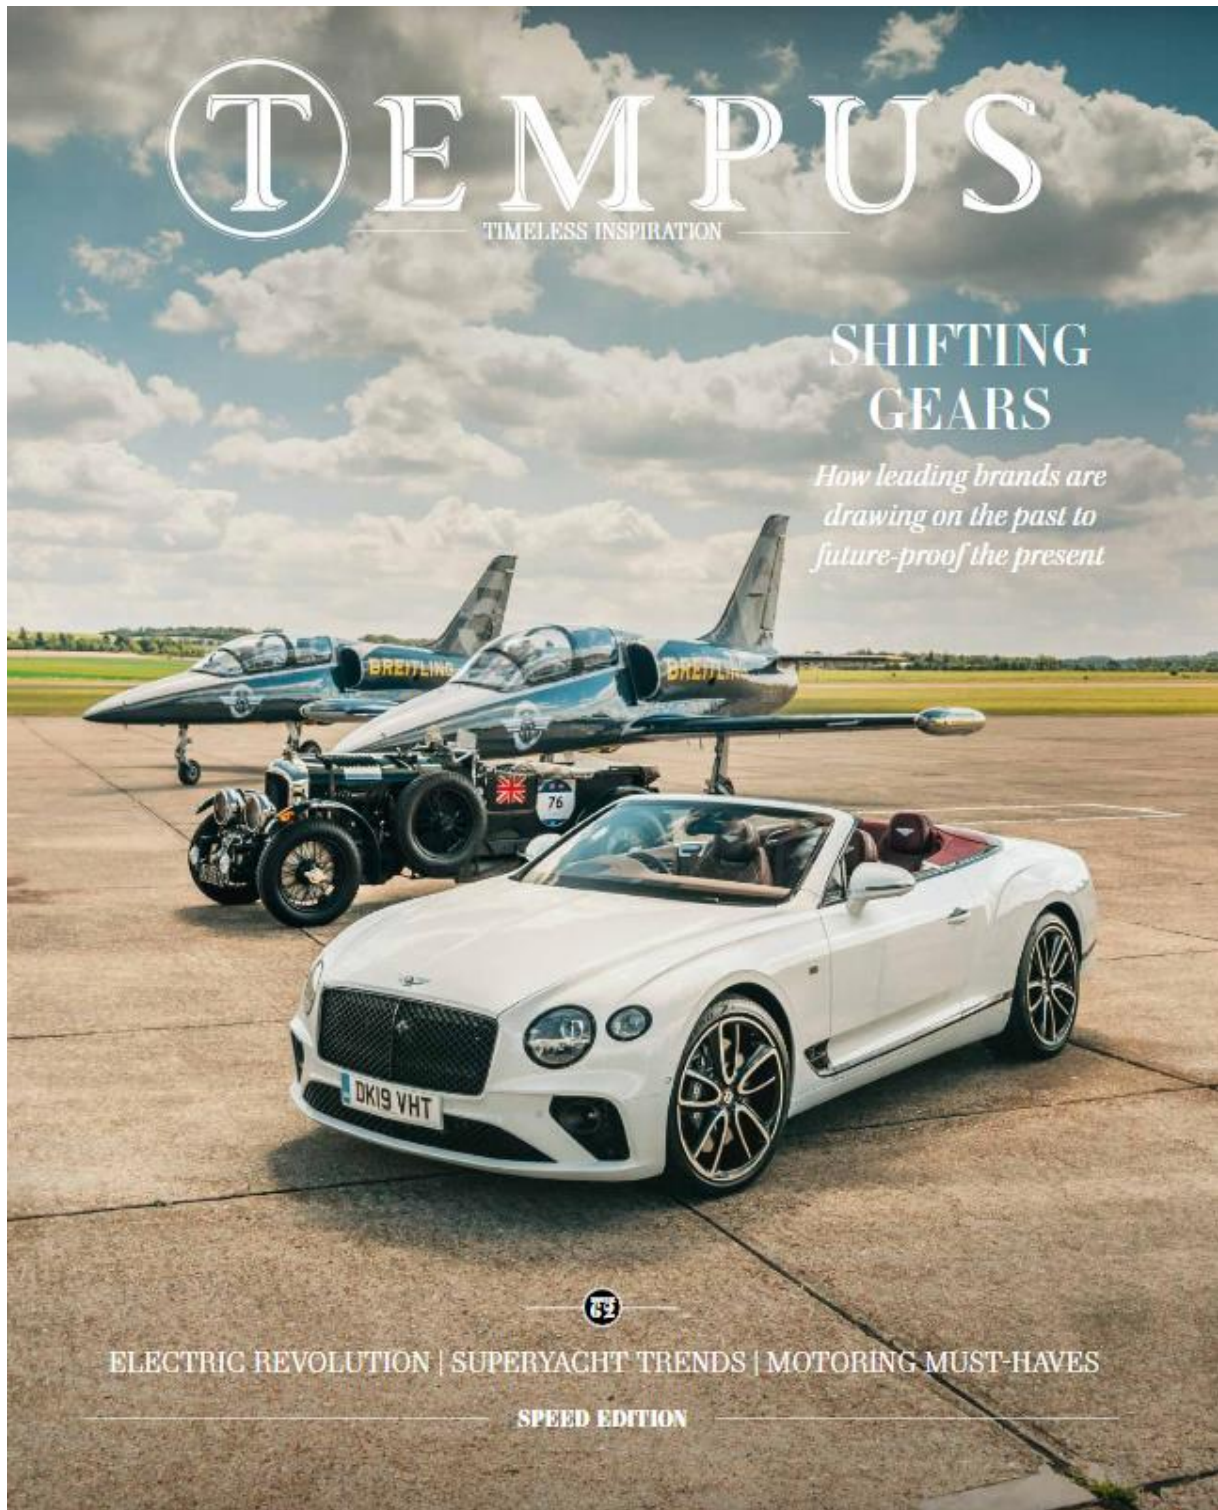 TEMPUS
TIMELESS INSPIRATION
SHIFTING
GEARS
How leading brands are
drawing on the past to
future-proof the present
BREITLING
BREITLING
76
DK19 VHT
62
ELECTRIC REVOLUTION | SUPERYACHT TRENDS | MOTORING MUST-HAVES
SPEED EDITION